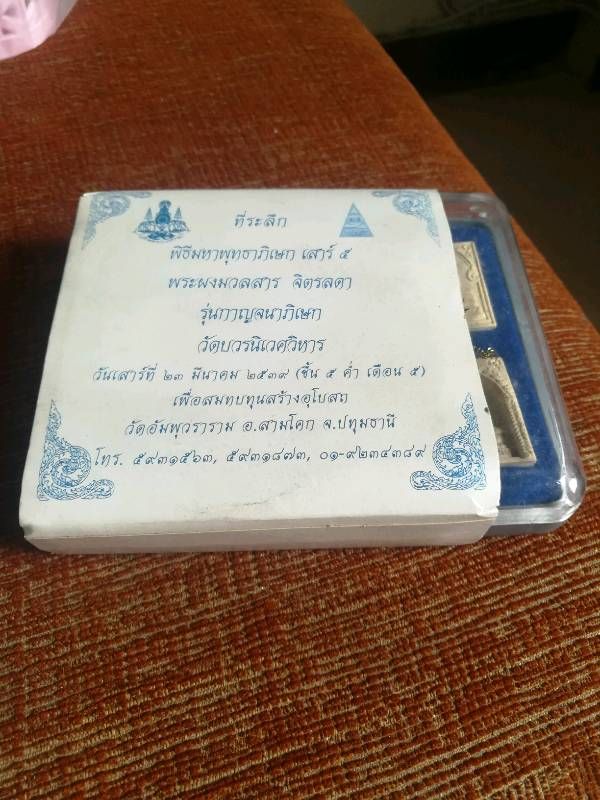 ที่ระลึก
พิธีมหาพุทธาภิเษก เสาร์ ๕
พระผงมวลสาร จิตรลดา
รุ่นกาญจนาภิเษก
วัดบวรนิเวศวิหาร
วันเสาร์ที่ ๒๓ มีนาคม ๒๕๓๙ (ขึ้น ๕ ค่ำ เดือน ๕)
เพื่อสมทบทุนสร้างอุโบสถ
วัดอัมพุวราราม อ.สามโคก จ.ปทุมธานี
โทร. ๕๙๓๑๕๖๓, ๕๙๓๑๘๗๓, ๐๑-๙๒๓๔๓๘๙